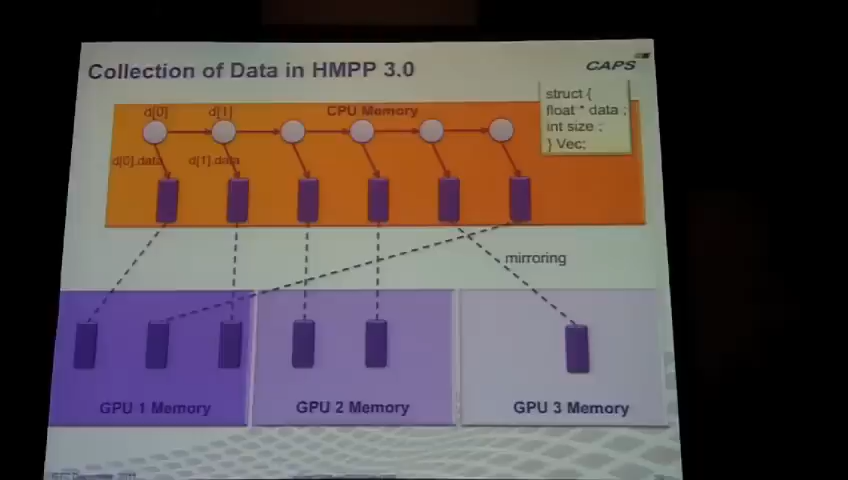 Collection of Data in HMPP 3.0
CAPS
struct {
float * data ;
int size ;
} Vec;
d[0]
d[1]
CPU Memory
d[0].data
d[1].data
mirroring
GPU 1 Memory
GPU 2 Memory
GPU 3 Memory